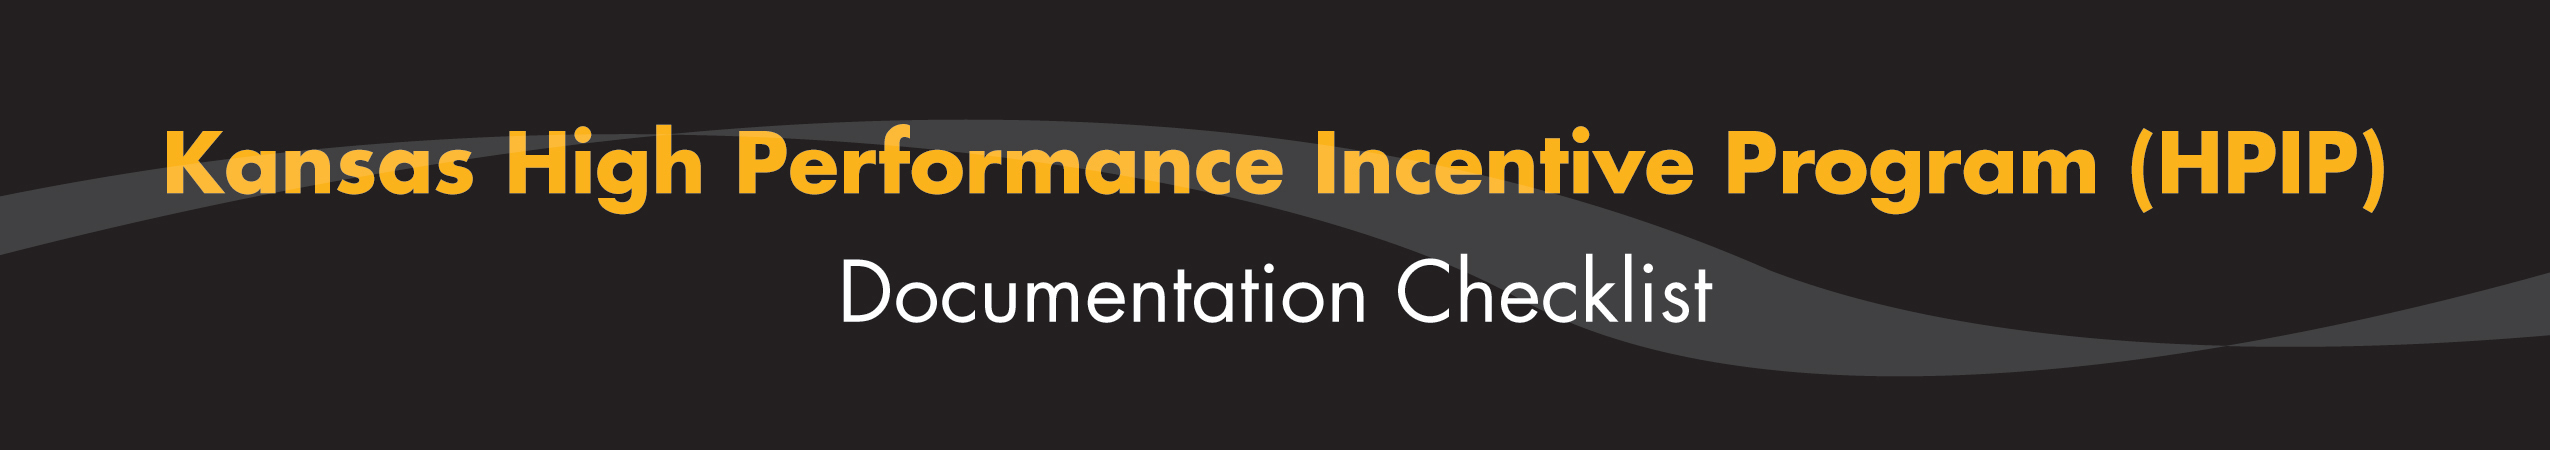 Kansas High Performance Incentive Program (HPIP)
Documentation Checklist